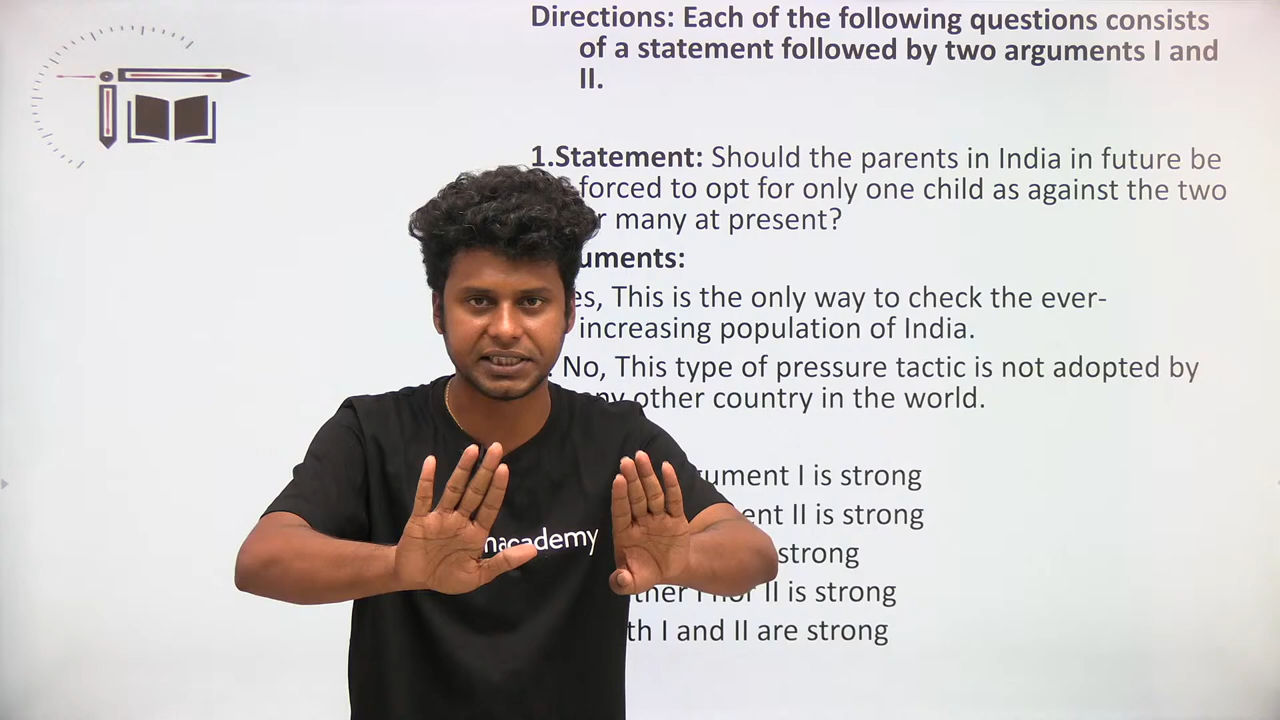 Directions: Each of the following questions consists
of a statement followed by two arguments I and
II.
1.Statement: Should the parents in India in future be
forced to opt for only one child as against the two
r many at present?
uments:
es, This is the only way to check the ever-
increasing population of India.
No, This type of pressure tactic is not adopted by
ny other country in the world.
gument I is strong
ent II is strong
strong
ther I nor II is strong
th I and II are strong
nacademy